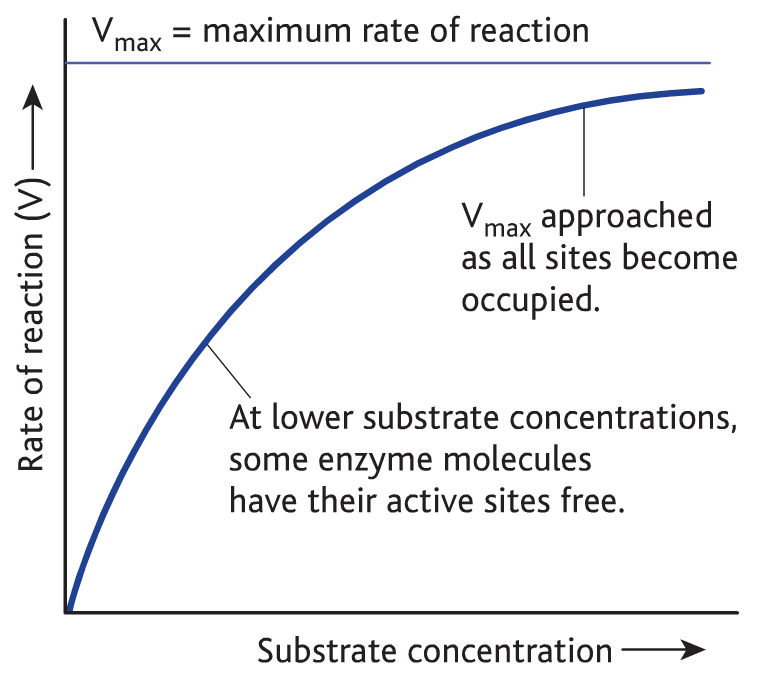 Vmax = maximum rate of reaction
Rate of reaction (V)
Vmax approached
as all sites become
occupied.
At lower substrate concentrations,
some enzyme molecules
have their active sites free.
Substrate concentration